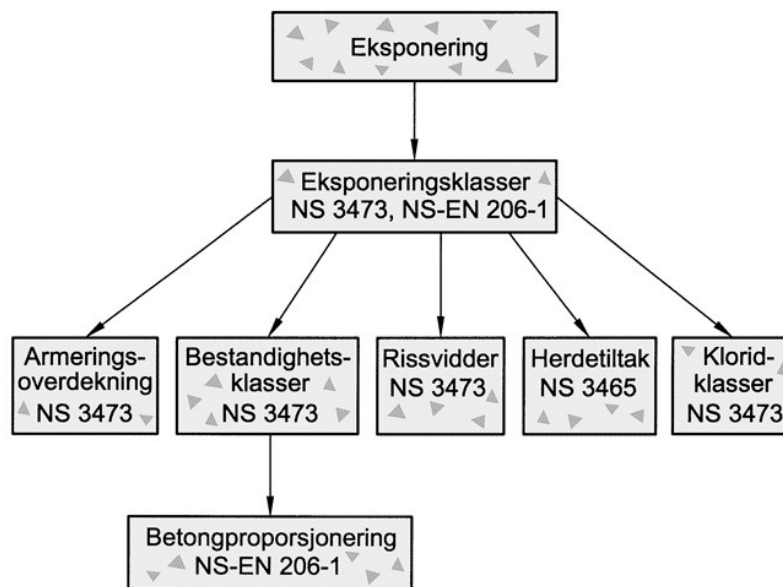 Eksponering
Eksponeringsklasser
NS 3473, NS-EN 206-1
Armerings-
overdekning
NS 3473
Bestandighets-
klasser
NS 3473
Rissvidder
NS 3473
Herdetiltak
NS 3465
Klorid-
klasser
NS 3473
Betongproporsjonering
NS-EN 206-1